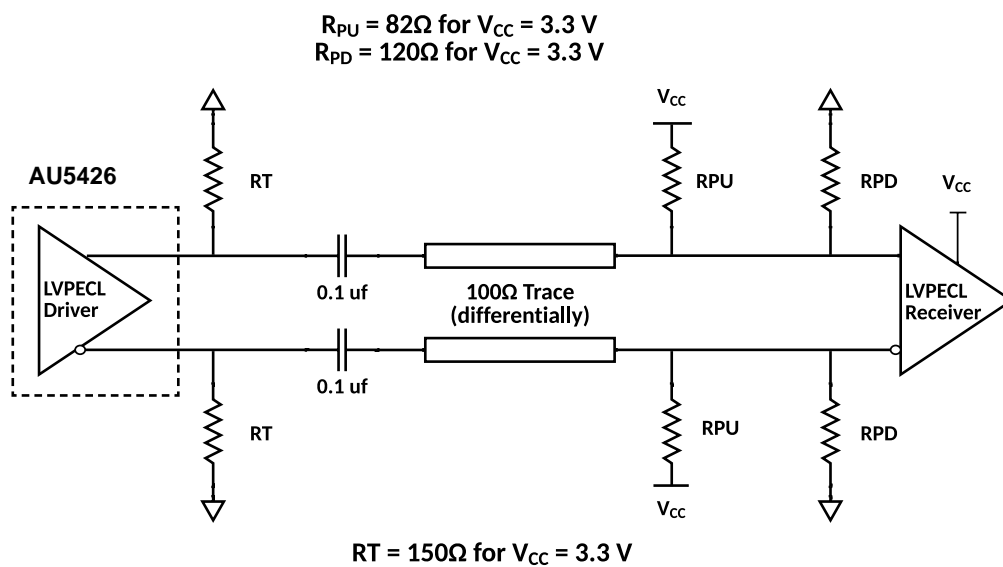 R_PU = 82Ω for V_CC = 3.3 V
R_PD = 120Ω for V_CC = 3.3 V
AU5426
RT
V_CC
RPU
RPD
V_CC
LVPECL
Driver
0.1 uf
100Ω Trace
(differentially)
LVPECL
Receiver
0.1 uf
RT
RPU
RPD
V_CC
RT = 150Ω for V_CC = 3.3 V